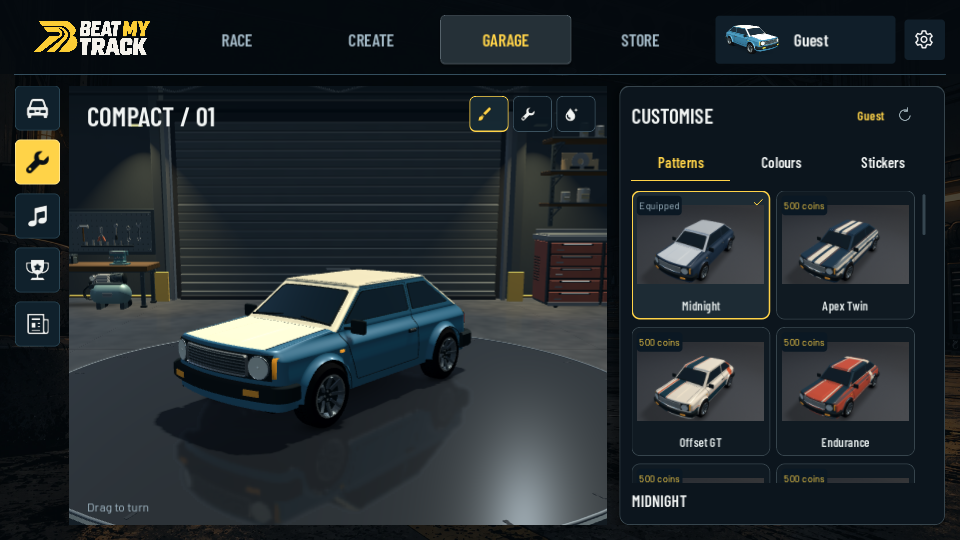 BEAT MY
TRACK
RACE
CREATE
GARAGE
STORE
Guest
COMPACT / 01
CUSTOMISE
Guest
Patterns
Colours
Stickers
Equipped
500 coins
Midnight
Apex Twin
500 coins
500 coins
Offset GT
Endurance
500 coins
500 coins
MIDNIGHT
Drag to turn